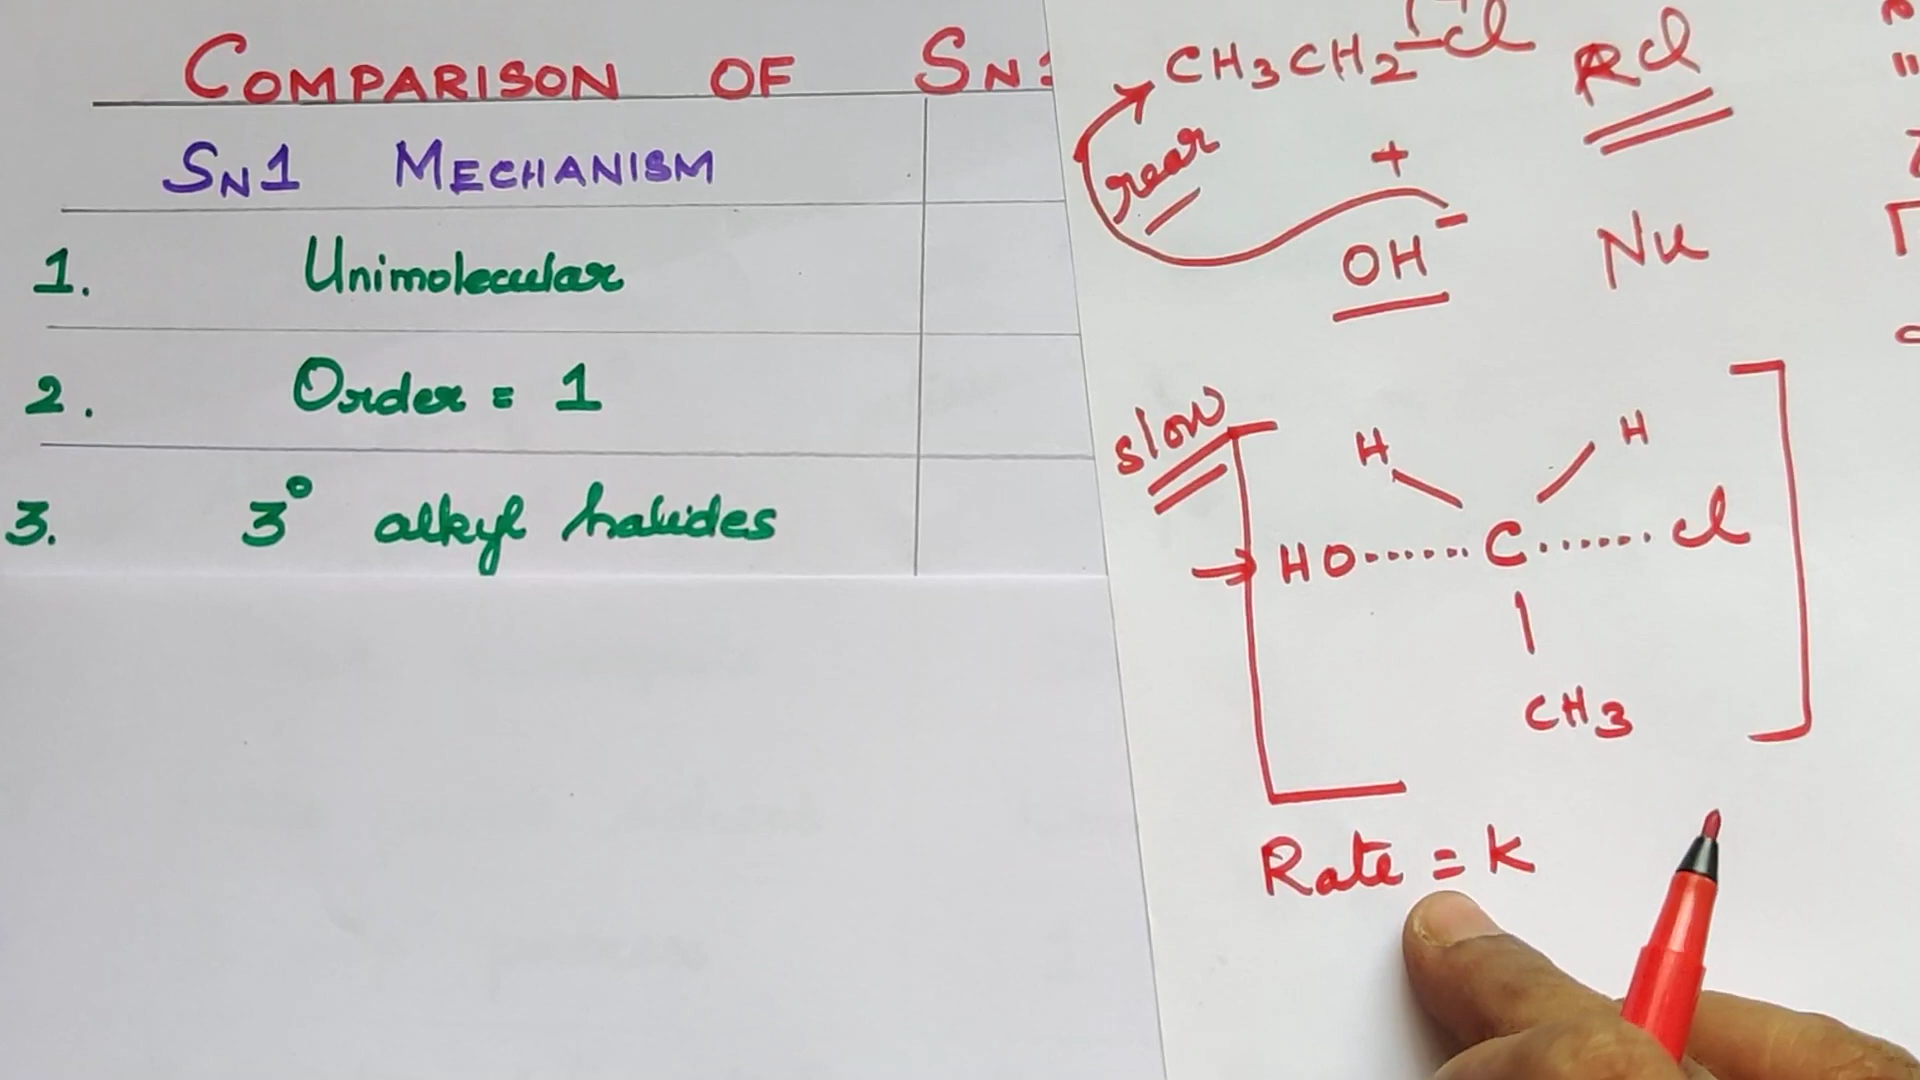 COMPARISON OF SN1
SN1 MECHANISM
1. Unimolecular
2. Order = 1
3. 3° alkyl halides
CH3CH2–Cl RCl
rear
+
OH⁻ Nu
slow
H H
HO······C······Cl
CH3
Rate = K